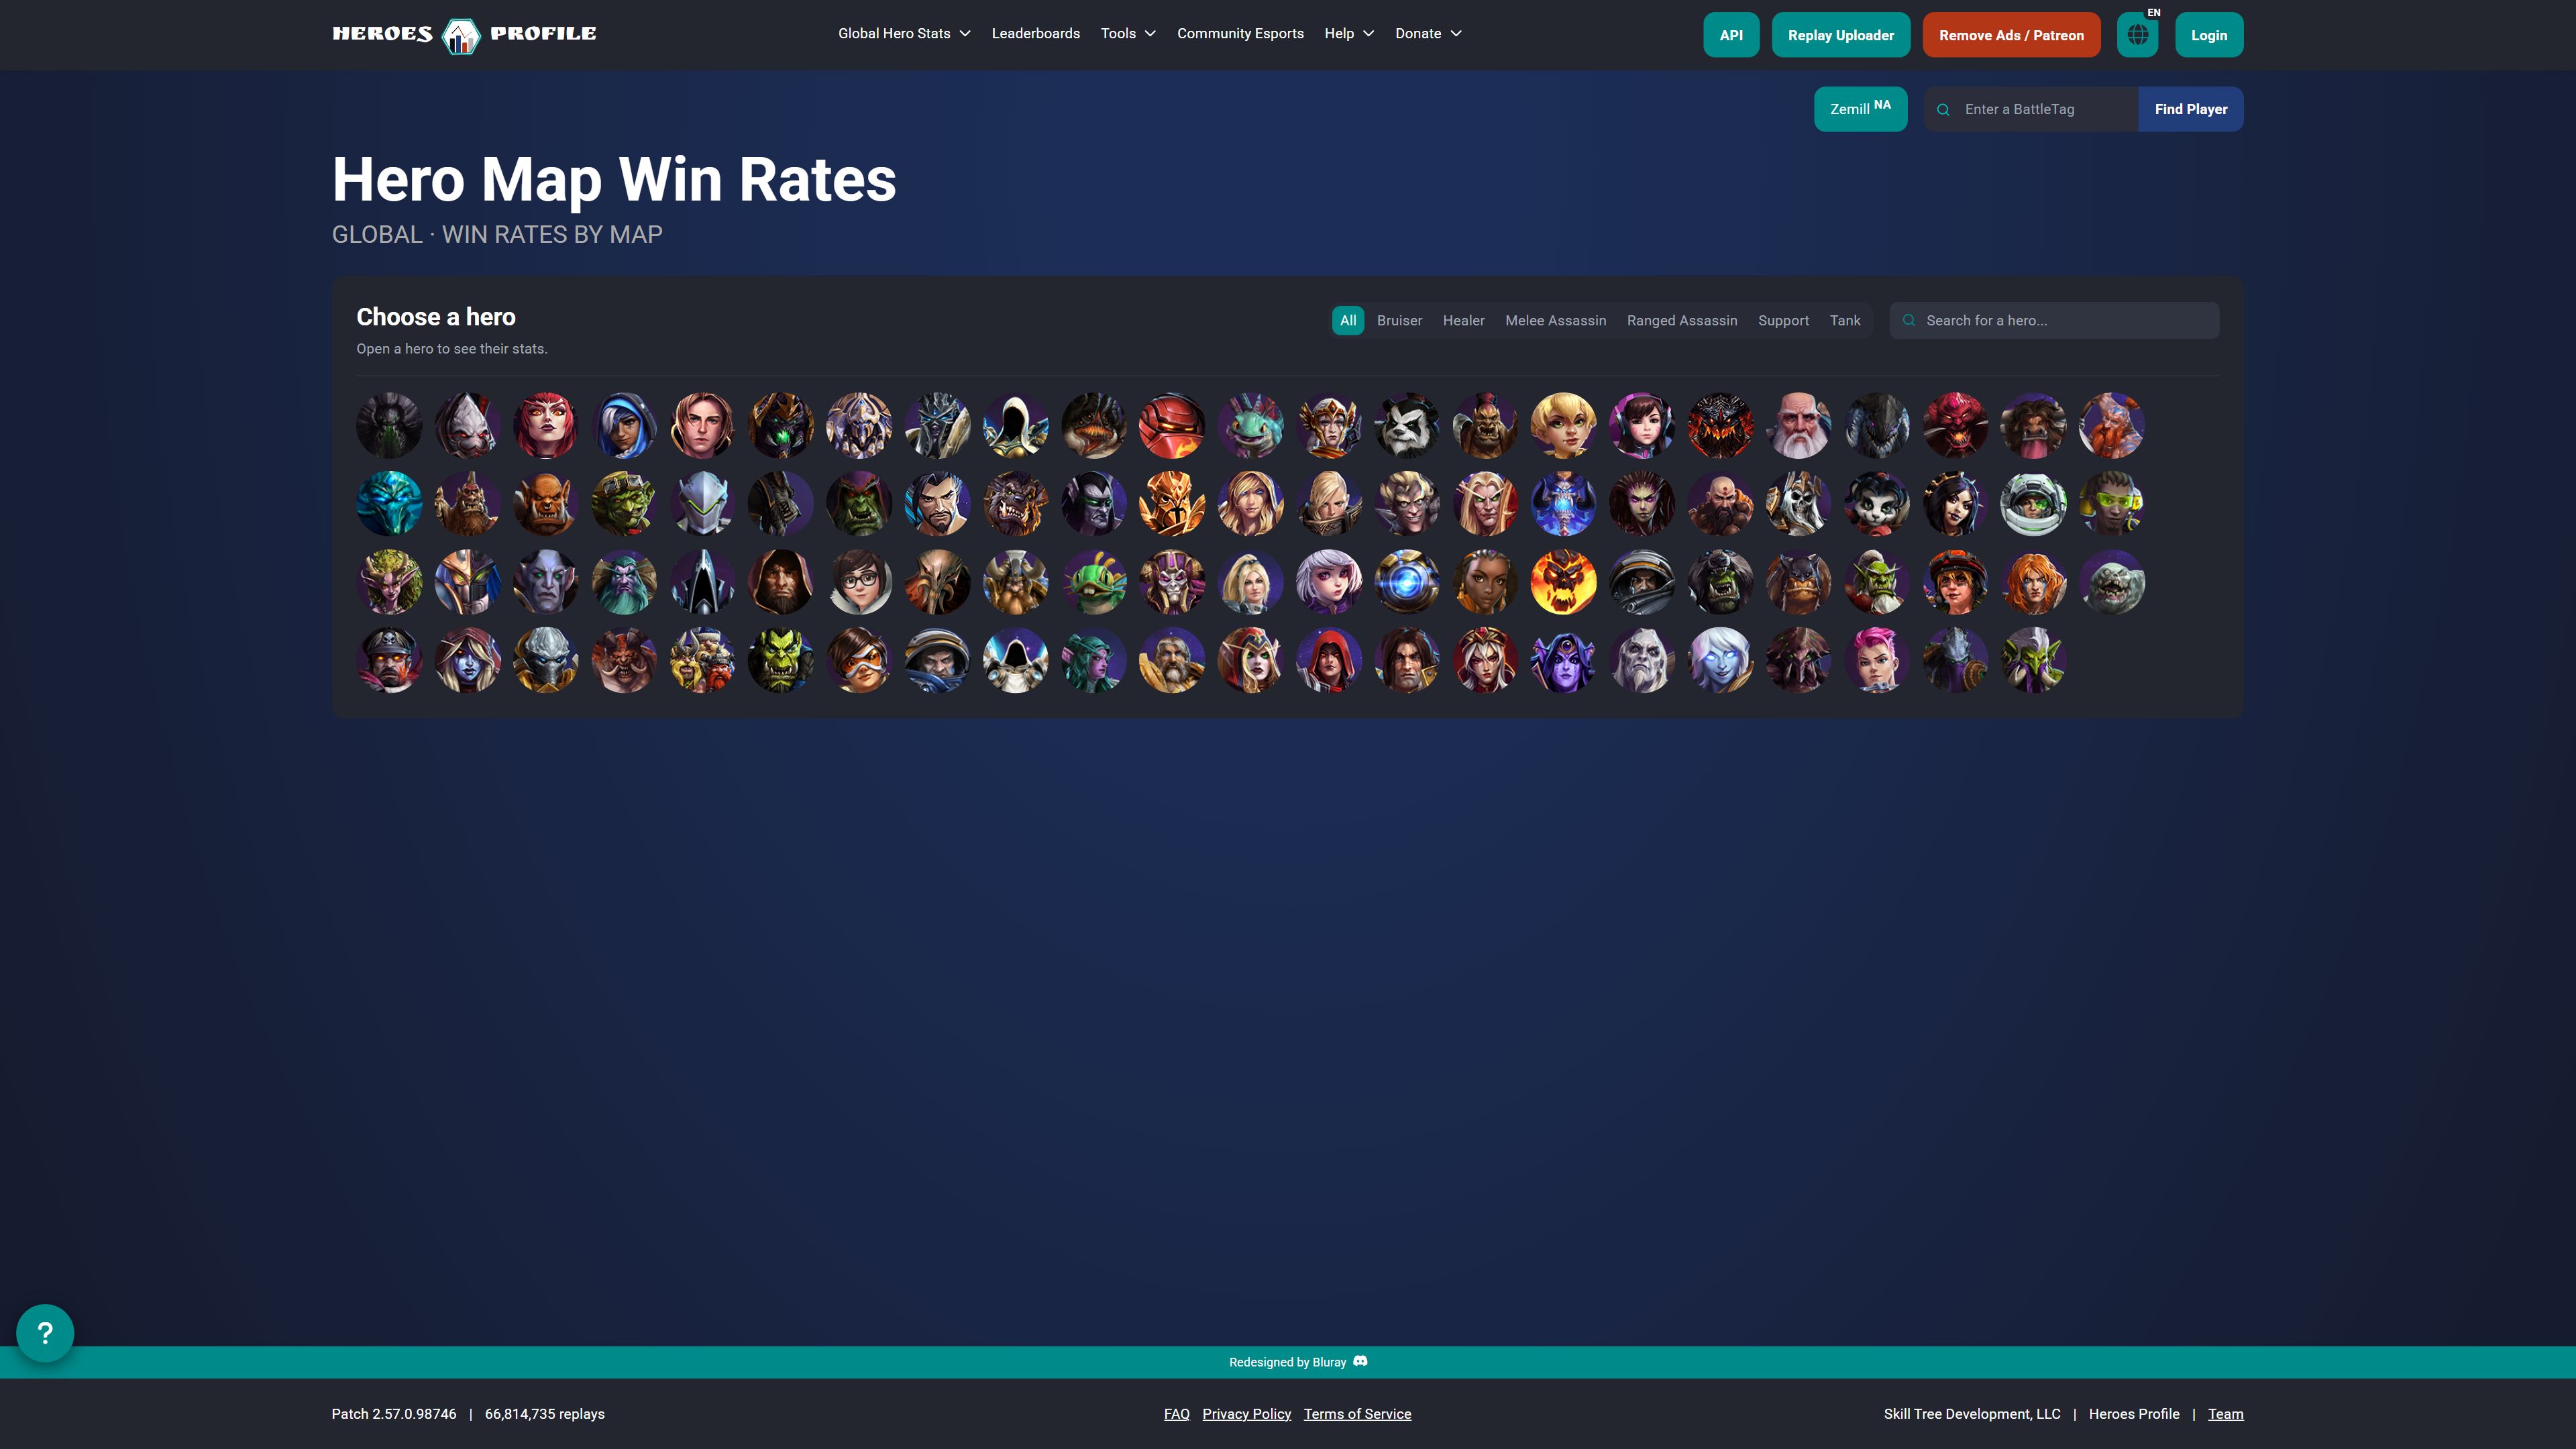 HEROES PROFILE
Global Hero Stats Leaderboards Tools Community Esports Help Donate
API Replay Uploader Remove Ads / Patreon EN Login
Zemill NA Enter a BattleTag Find Player
Hero Map Win Rates
GLOBAL · WIN RATES BY MAP
Choose a hero
All Bruiser Healer Melee Assassin Ranged Assassin Support Tank Search for a hero...
Open a hero to see their stats.
?
Redesigned by Bluray
Patch 2.57.0.98746 | 66,814,735 replays FAQ Privacy Policy Terms of Service Skill Tree Development, LLC | Heroes Profile | Team